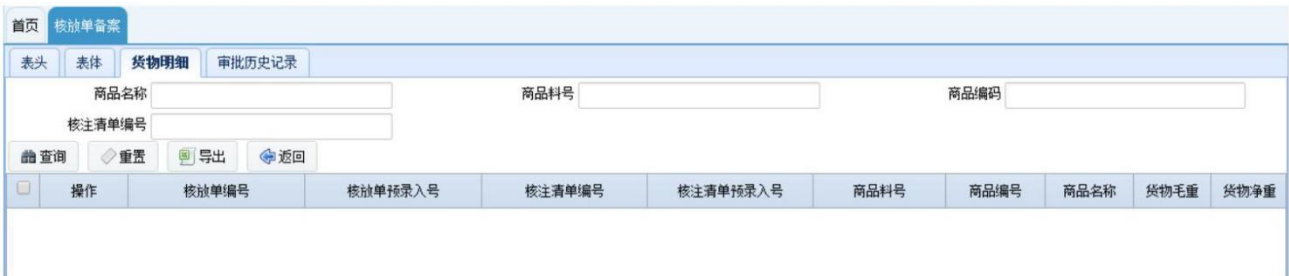 首页 核放单备案
表头 表体 货物明细 审批历史记录
商品名称 商品料号 商品编码
核注清单编号
查询 重置 导出 返回
操作 核放单编号 核放单预录入号 核注清单编号 核注清单预录入号 商品料号 商品编号 商品名称 货物毛重 货物净重